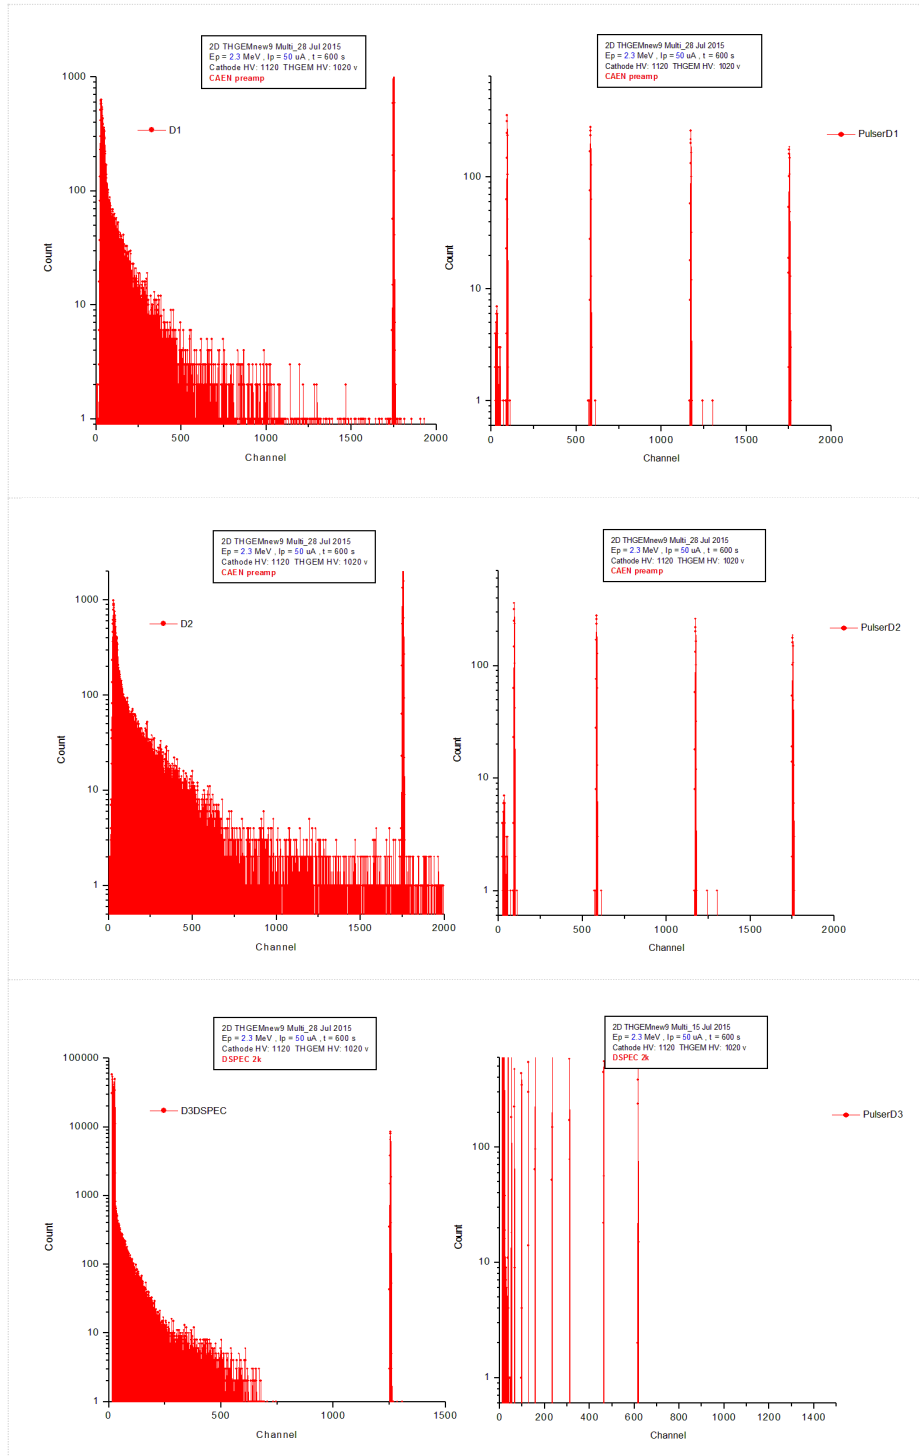 2D THGEMnew9 Multi_28 Jul 2015
Ep = 2.3 MeV , Ip = 50 uA , t = 600 s
Cathode HV: 1120 THGEM HV: 1020 v
CAEN preamp
D1
1000
100
10
1
Count
0 500 1000 1500 2000
Channel
2D THGEMnew9 Multi_28 Jul 2015
Ep = 2.3 MeV , Ip = 50 uA , t = 600 s
Cathode HV: 1120 THGEM HV: 1020 v
CAEN preamp
PulserD1
100
10
1
Count
0 500 1000 1500 2000
Channel
2D THGEMnew9 Multi_28 Jul 2015
Ep = 2.3 MeV , Ip = 50 uA , t = 600 s
Cathode HV: 1120 THGEM HV: 1020 v
CAEN preamp
D2
1000
100
10
1
Count
0 500 1000 1500 2000
Channel
2D THGEMnew9 Multi_28 Jul 2015
Ep = 2.3 MeV , Ip = 50 uA , t = 600 s
Cathode HV: 1120 THGEM HV: 1020 v
CAEN preamp
PulserD2
100
10
1
Count
0 500 1000 1500 2000
Channel
2D THGEMnew9 Multi_28 Jul 2015
Ep = 2.3 MeV , Ip = 50 uA , t = 600 s
Cathode HV: 1120 THGEM HV: 1020 v
DSPEC 2k
D3DSPEC
100000
10000
1000
100
10
1
Count
0 500 1000 1500
Channel
2D THGEMnew9 Multi_15 Jul 2015
Ep = 2.3 MeV , Ip = 50 uA , t = 600 s
Cathode HV: 1120 THGEM HV: 1020 v
DSPEC 2k
PulserD3
100
10
1
Count
0 200 400 600 800 1000 1200 1400
Channel